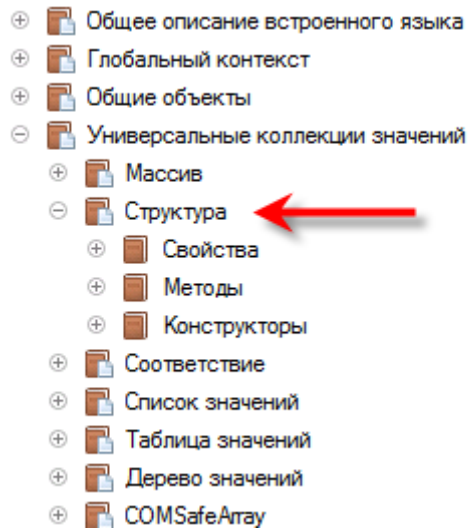 Общее описание встроенного языка
Глобальный контекст
Общие объекты
Универсальные коллекции значений
Массив
Структура
Свойства
Методы
Конструкторы
Соответствие
Список значений
Таблица значений
Дерево значений
COMSafeArray